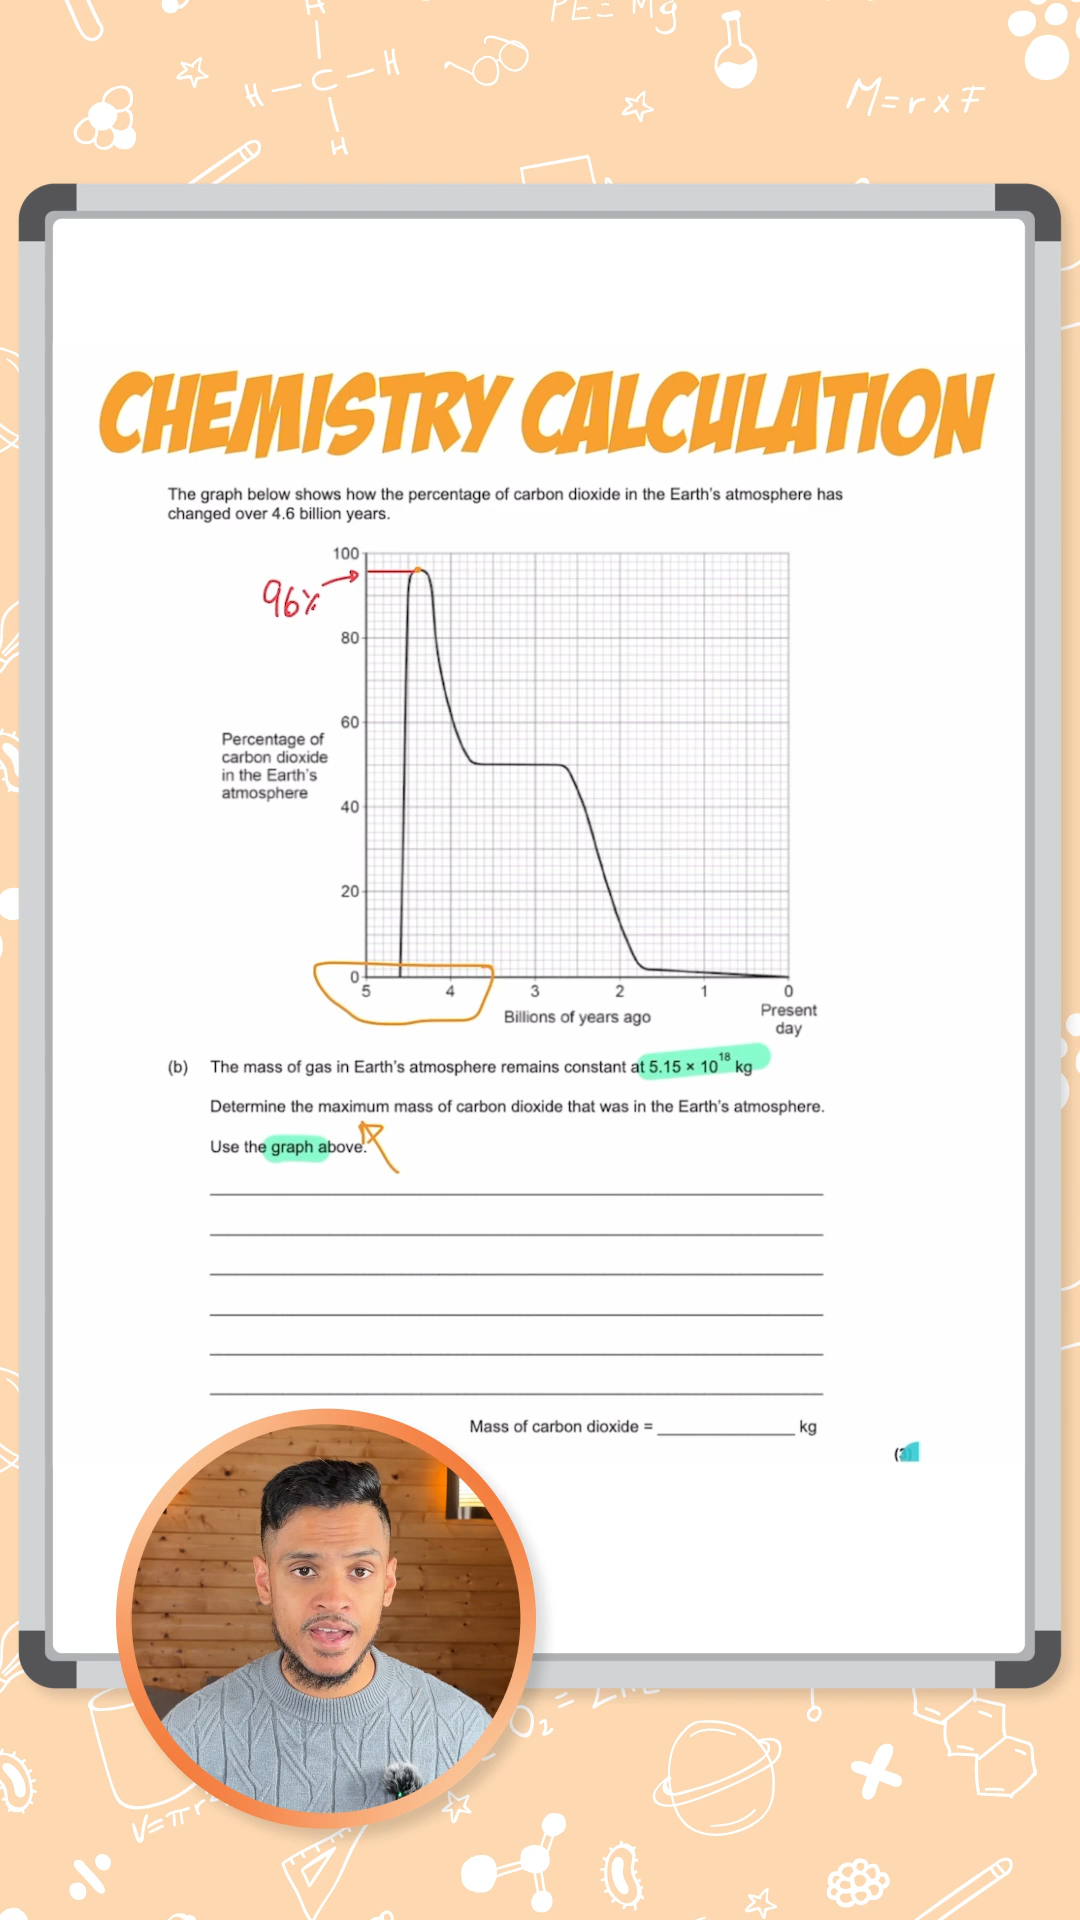 PE= Mg
H
H—C—H
H
M=r×F
CHEMISTRY CALCULATION
The graph below shows how the percentage of carbon dioxide in the Earth's atmosphere has
changed over 4.6 billion years.
100
96%
80
60
Percentage of
carbon dioxide
in the Earth's
atmosphere
40
20
0
5 4 3 2 1 0
Billions of years ago
Present
day
(b) The mass of gas in Earth's atmosphere remains constant at 5.15 × 10¹⁸ kg
Determine the maximum mass of carbon dioxide that was in the Earth's atmosphere.
Use the graph above.
Mass of carbon dioxide = ______________ kg
V=πr²